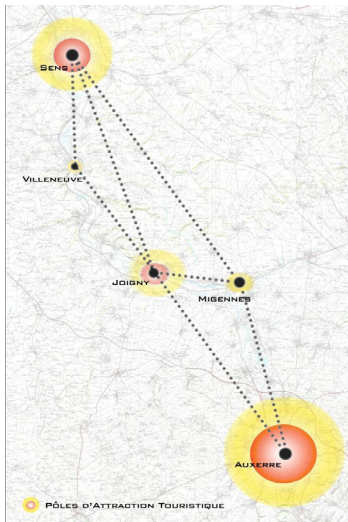 Sens
Villeneuve
Joigny
Migennes
Auxerre
Pôles d'Attraction Touristique